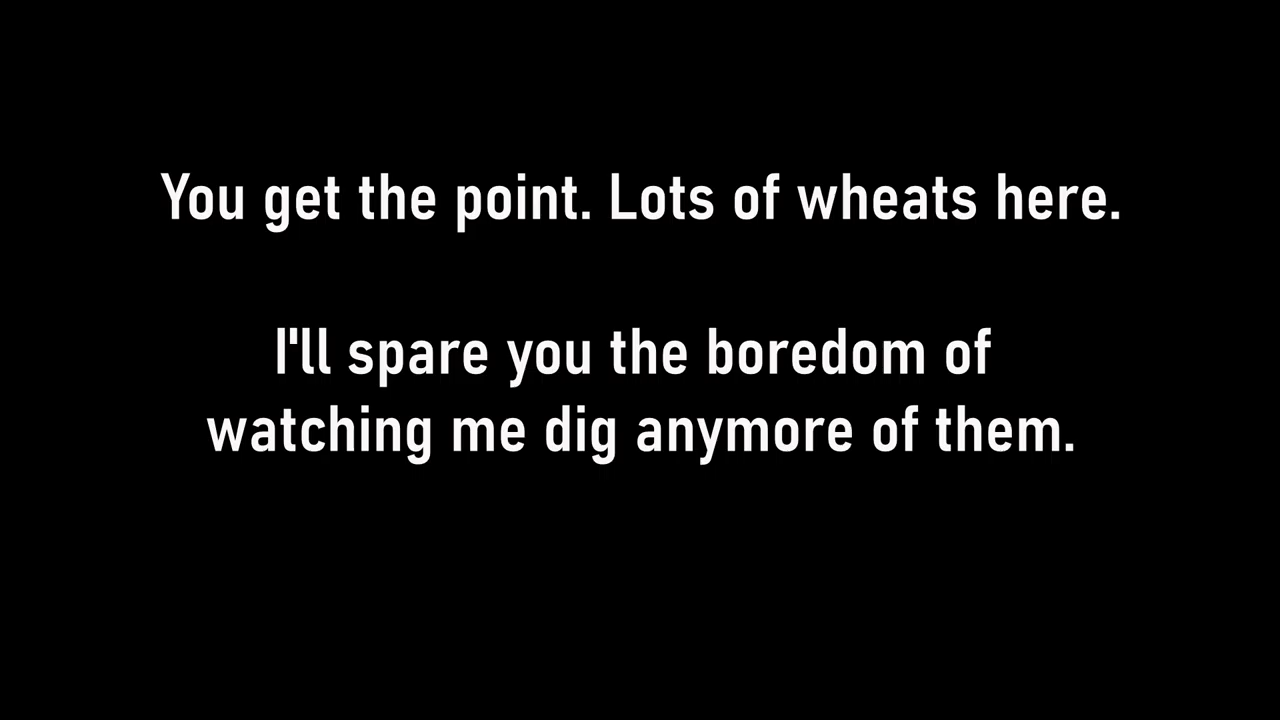 You get the point. Lots of wheats here.
I'll spare you the boredom of
watching me dig anymore of them.